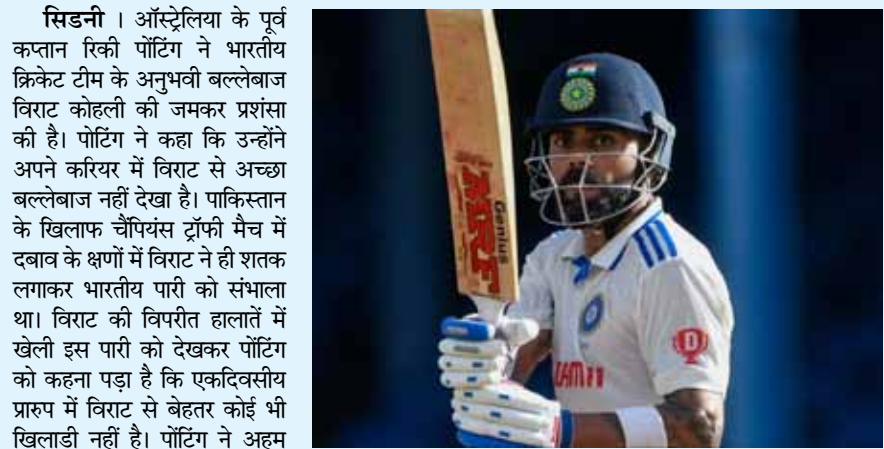 सिडनी । ऑस्ट्रेलिया के पूर्व
कप्तान रिकी पोंटिंग ने भारतीय
क्रिकेट टीम के अनुभवी बल्लेबाज
विराट कोहली की जमकर प्रशंसा
की है। पोटिंग ने कहा कि उन्होंने
अपने करियर में विराट से अच्छा
बल्लेबाज नहीं देखा है। पाकिस्तान
के खिलाफ चैंपियंस ट्रॉफी मैच में
दबाव के क्षणों में विराट ने ही शतक
लगाकर भारतीय पारी को संभाला
था। विराट की विपरीत हालातें में
खेली इस पारी को देखकर पोंटिंग
को कहना पड़ा है कि एकदिवसीय
प्रारुप में विराट से बेहतर कोई भी
खिलाडी नहीं है। पोंटिंग ने अहम
Genius
MRF
D